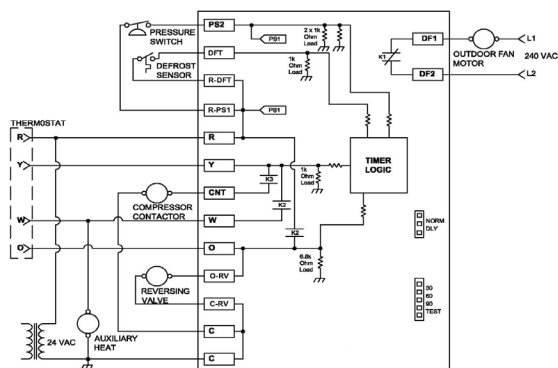 PRESSURE
SWITCH
DEFROST
SENSOR
THERMOSTAT
R
Y
W
O
24 VAC
AUXILIARY
HEAT
COMPRESSOR
CONTACTOR
REVERSING
VALVE
PS2
DFT
R-DFT
R-PS1
R
Y
CNT
W
O
O-RV
C-RV
C
C
PS1
PS1
2 x 1k
Ohm
Load
1k
Ohm
Load
K3
K2
K2
1k
Ohm
Load
6.8k
Ohm
Load
TIMER
LOGIC
K1
DF1
DF2
OUTDOOR FAN
MOTOR
L1
240 VAC
L2
NORM
DLY
30
60
90
TEST